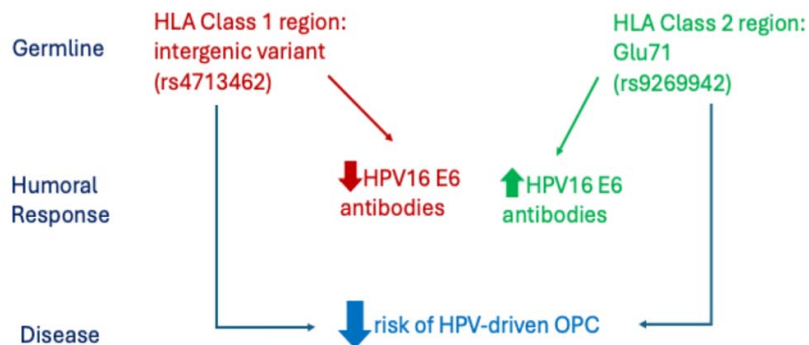 Germline
HLA Class 1 region:
intergenic variant
(rs4713462)
HLA Class 2 region:
Glu71
(rs9269942)
Humoral
Response
HPV16 E6
antibodies
HPV16 E6
antibodies
Disease
risk of HPV-driven OPC